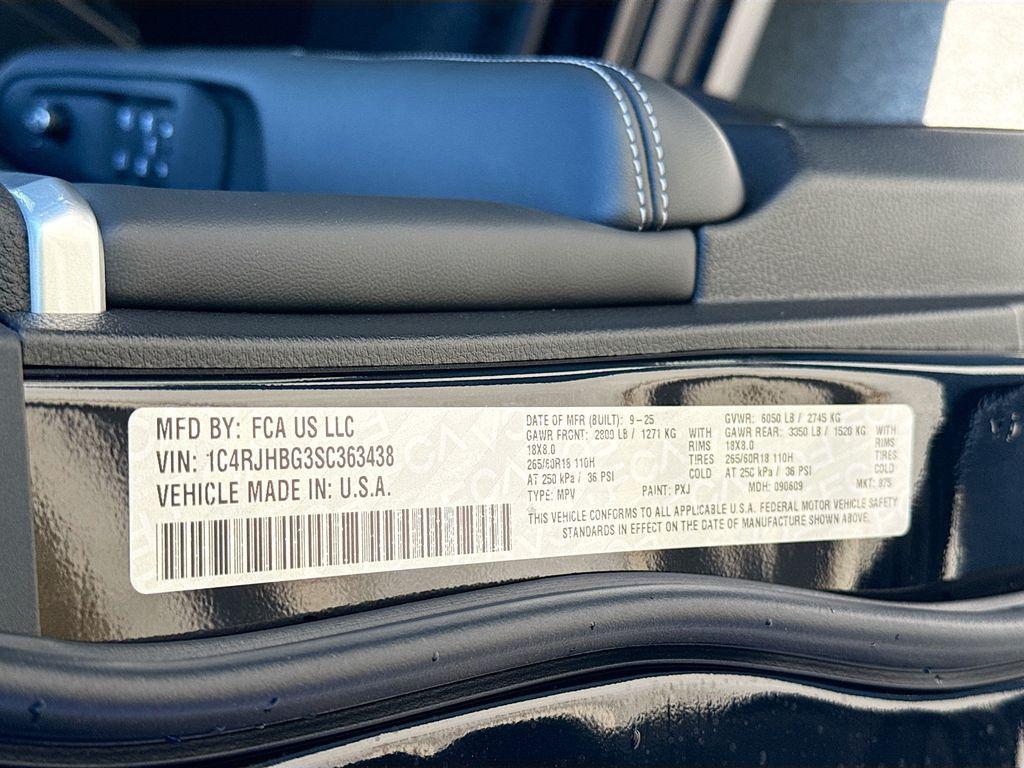 MFD BY: FCA US LLC
VIN: 1C4RJHBG3SC363438
VEHICLE MADE IN: U.S.A.
DATE OF MFR (BUILT): 9-25
GAWR FRONT: 2800 LB / 1271 KG WITH
18X8.0 RIMS
265/60R18 110H TIRES
AT 250 kPa / 36 PSI COLD
TYPE: MPV PAINT: PXJ
GVWR: 6050 LB / 2745 KG
GAWR REAR: 3350 LB / 1520 KG WITH
18X8.0 RIMS
265/60R18 110H TIRES
AT 250 kPa / 36 PSI COLD
MDH: 090609 MKT: 875
THIS VEHICLE CONFORMS TO ALL APPLICABLE U.S.A. FEDERAL MOTOR VEHICLE SAFETY
STANDARDS IN EFFECT ON THE DATE OF MANUFACTURE SHOWN ABOVE.